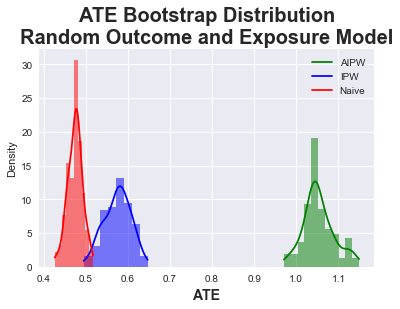 ATE Bootstrap Distribution
Random Outcome and Exposure Model
AIPW
IPW
Naive
Density
30
25
20
15
10
5
0
0.4 0.5 0.6 0.7 0.8 0.9 1.0 1.1
ATE